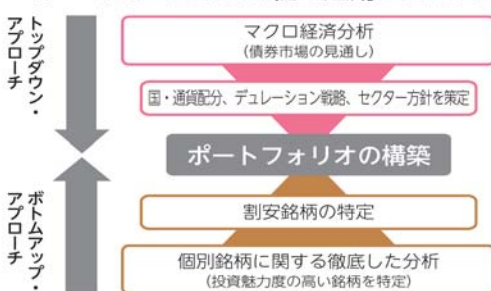 トップダウン・
アプローチ
マクロ経済分析
(債券市場の見通し)
国・通貨配分、デュレーション戦略、セクター方針を策定
ポートフォリオの構築
ボトムアップ・
アプローチ
割安銘柄の特定
個別銘柄に関する徹底した分析
(投資魅力度の高い銘柄を特定)